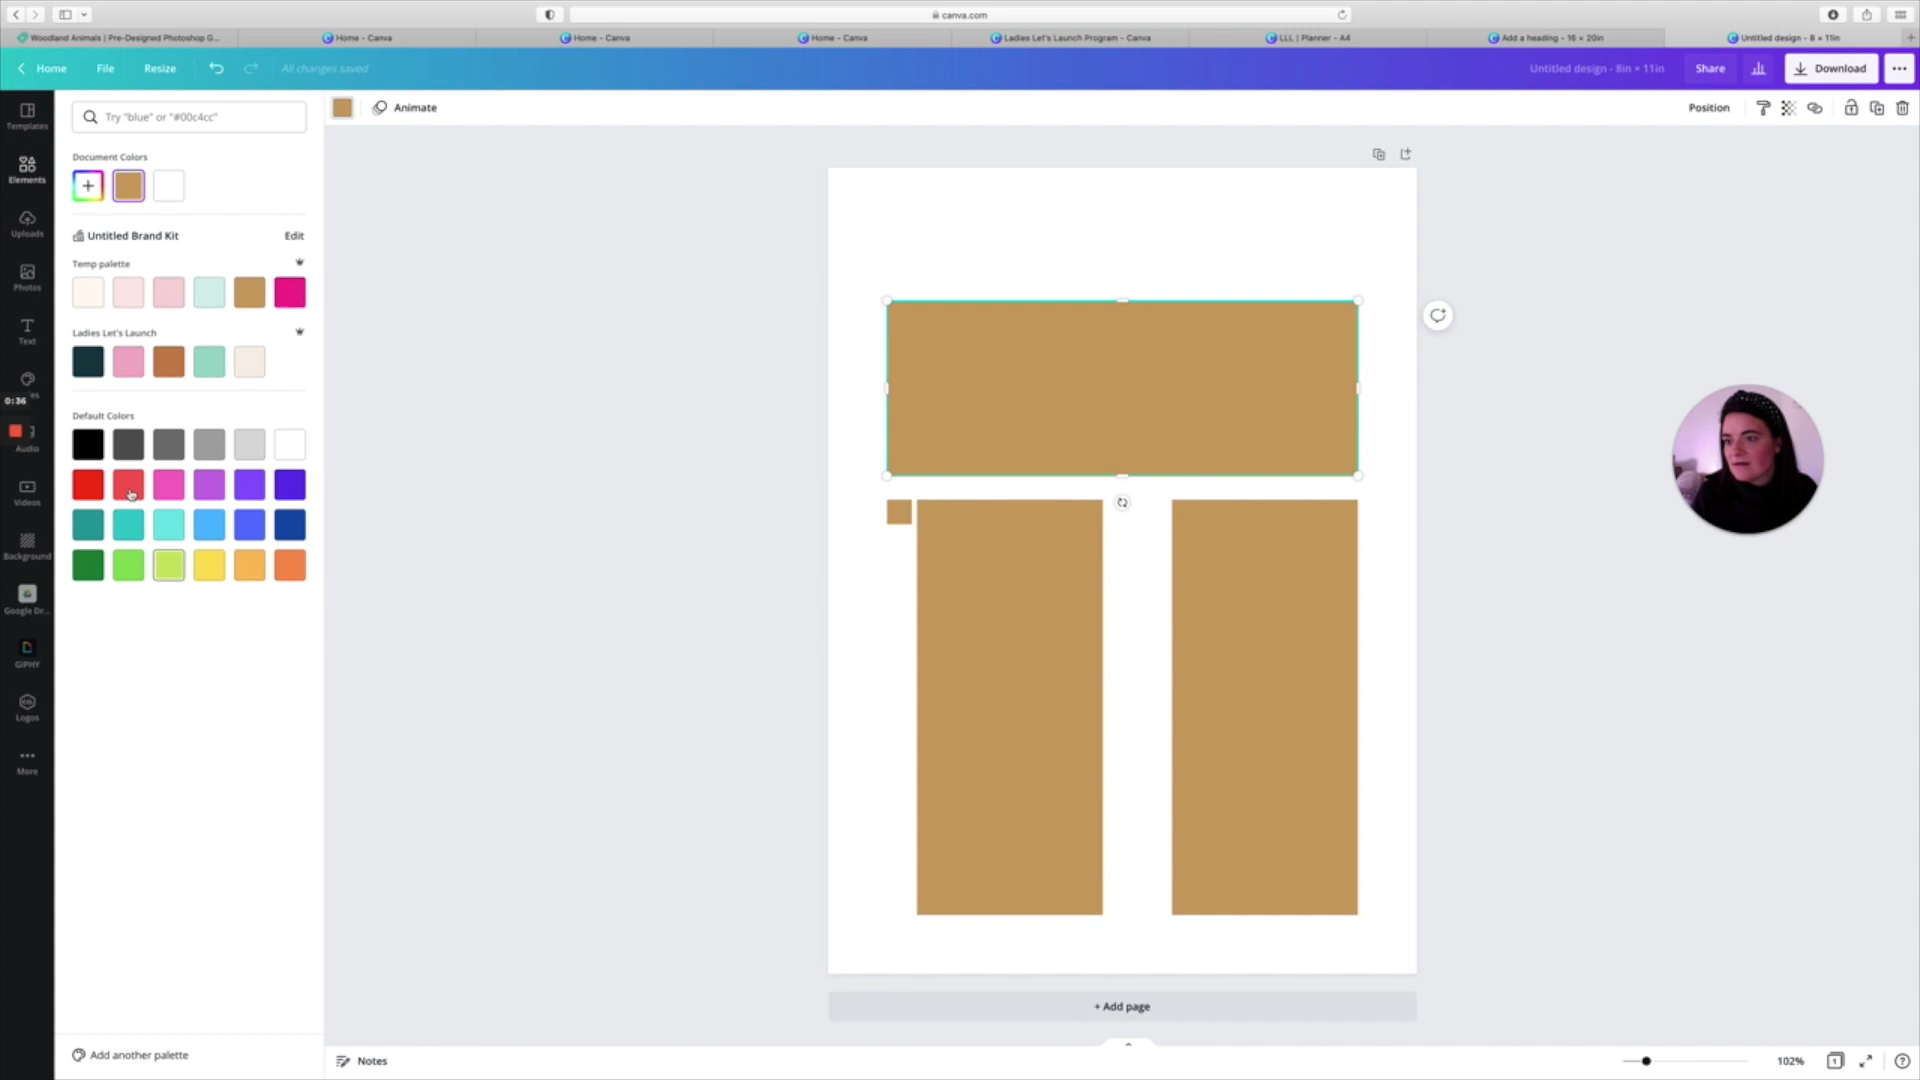 canva.com
Woodland Animals | Pre-Designed Photoshop G...
Home - Canva
Home - Canva
Home - Canva
Ladies Let's Launch Program - Canva
LLL | Planner - A4
Add a heading - 16 × 20in
Untitled design - 8 × 11in
Home
File
Resize
All changes saved
Untitled design - 8in × 11in
Share
Download
Templates
Elements
Uploads
Photos
Text
0:36
Audio
Videos
Background
Google Dr...
GIPHY
Logos
More
Try "blue" or "#00c4cc"
Document Colors
Untitled Brand Kit
Edit
Temp palette
Ladies Let's Launch
Default Colors
Add another palette
Animate
Position
+ Add page
Notes
102%
1